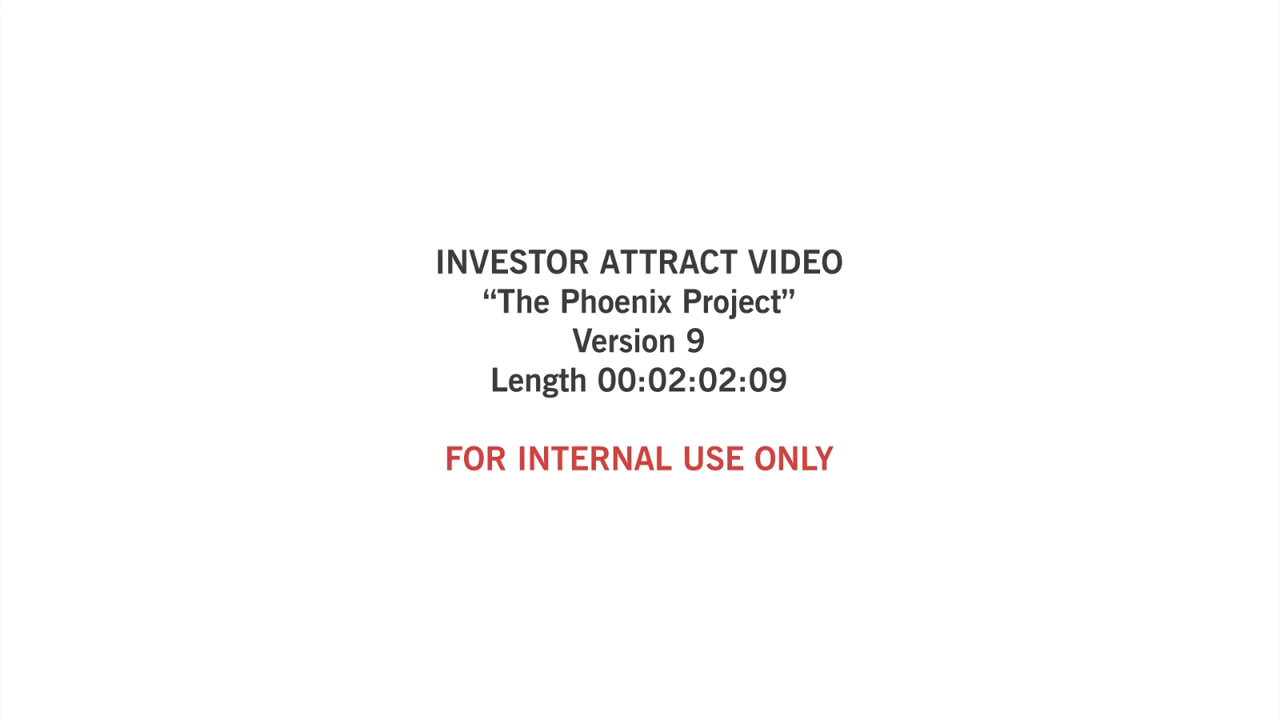 INVESTOR ATTRACT VIDEO
“The Phoenix Project”
Version 9
Length 00:02:02:09
FOR INTERNAL USE ONLY